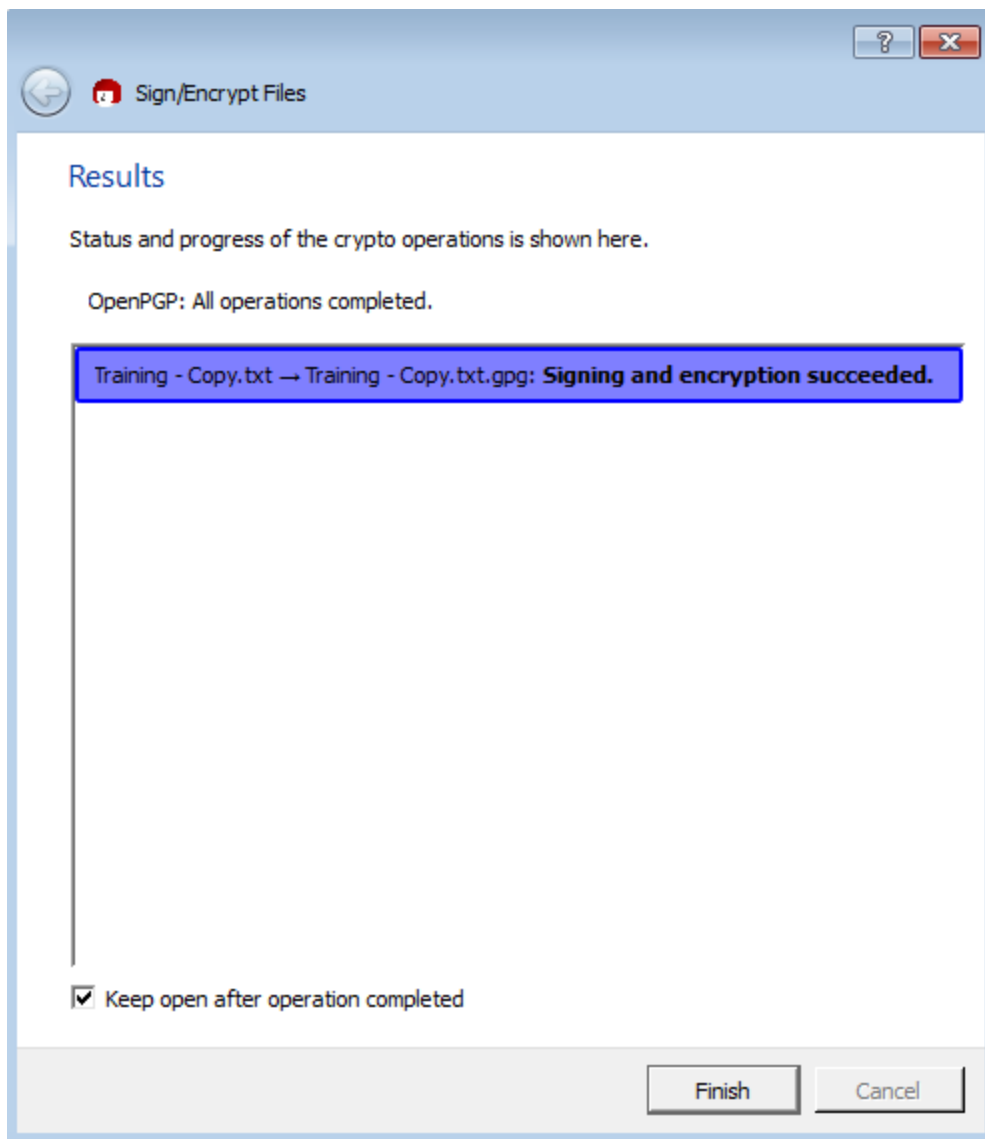 Sign/Encrypt Files
Results
Status and progress of the crypto operations is shown here.
OpenPGP: All operations completed.
Training - Copy.txt → Training - Copy.txt.gpg: Signing and encryption succeeded.
Keep open after operation completed
Finish
Cancel